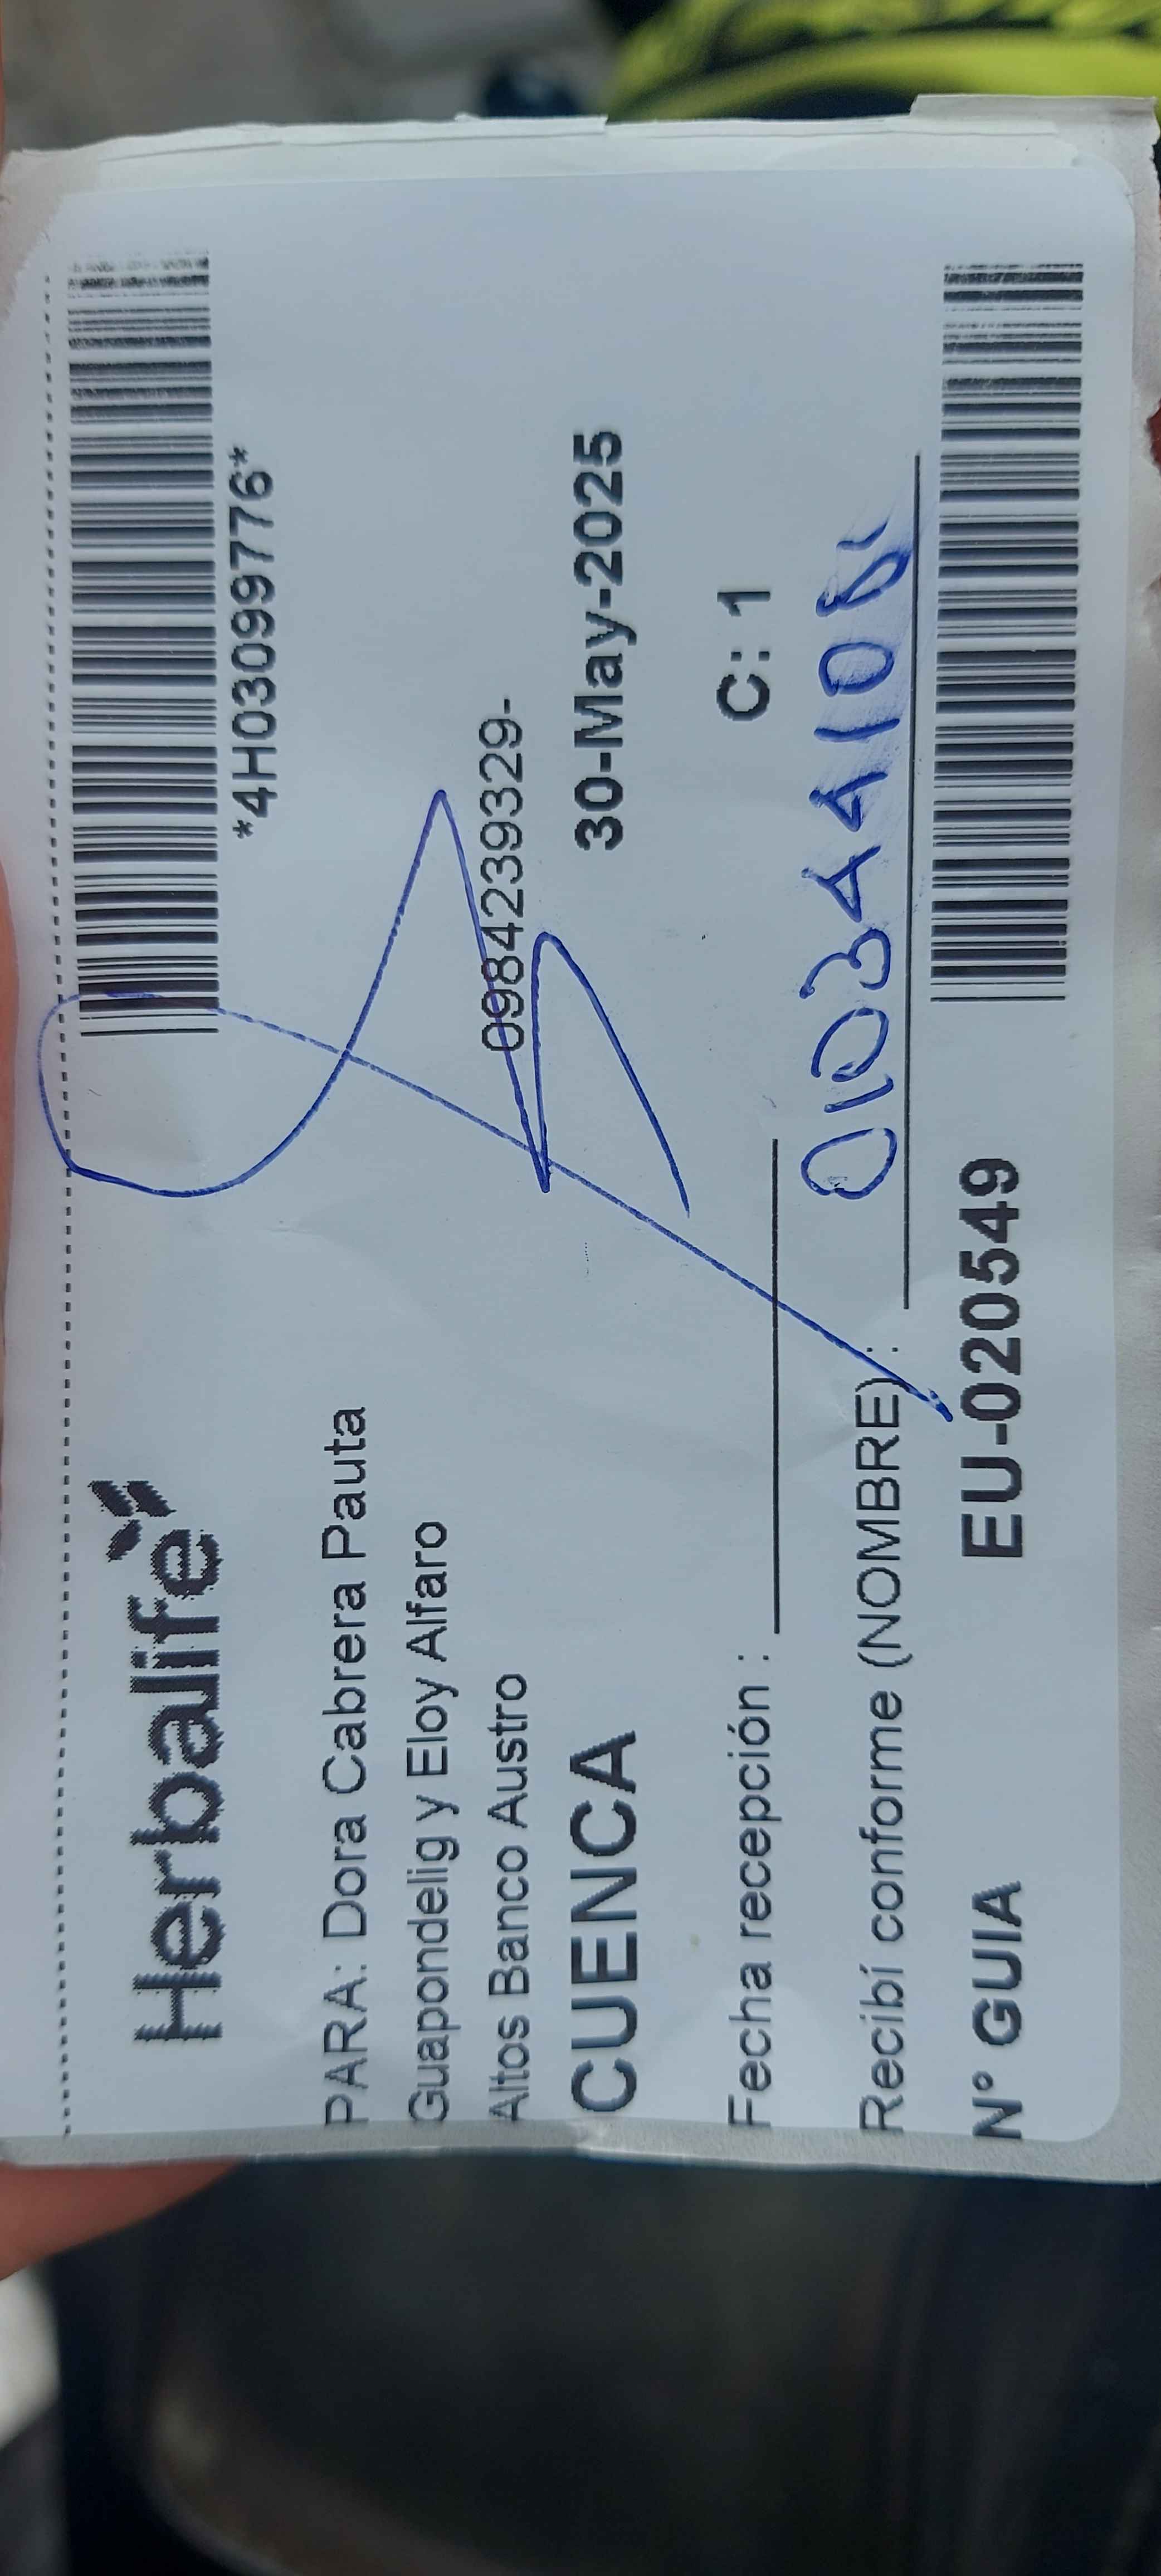 Herbalife
*4H03099776*
PARA: Dora Cabrera Pauta
Guapondelig y Eloy Alfaro
Altos Banco Austro
0984239329-
CUENCA
30-May-2025
Fecha recepción :
C: 1
Recibí conforme (NOMBRE) :
N° GUIA
EU-020549